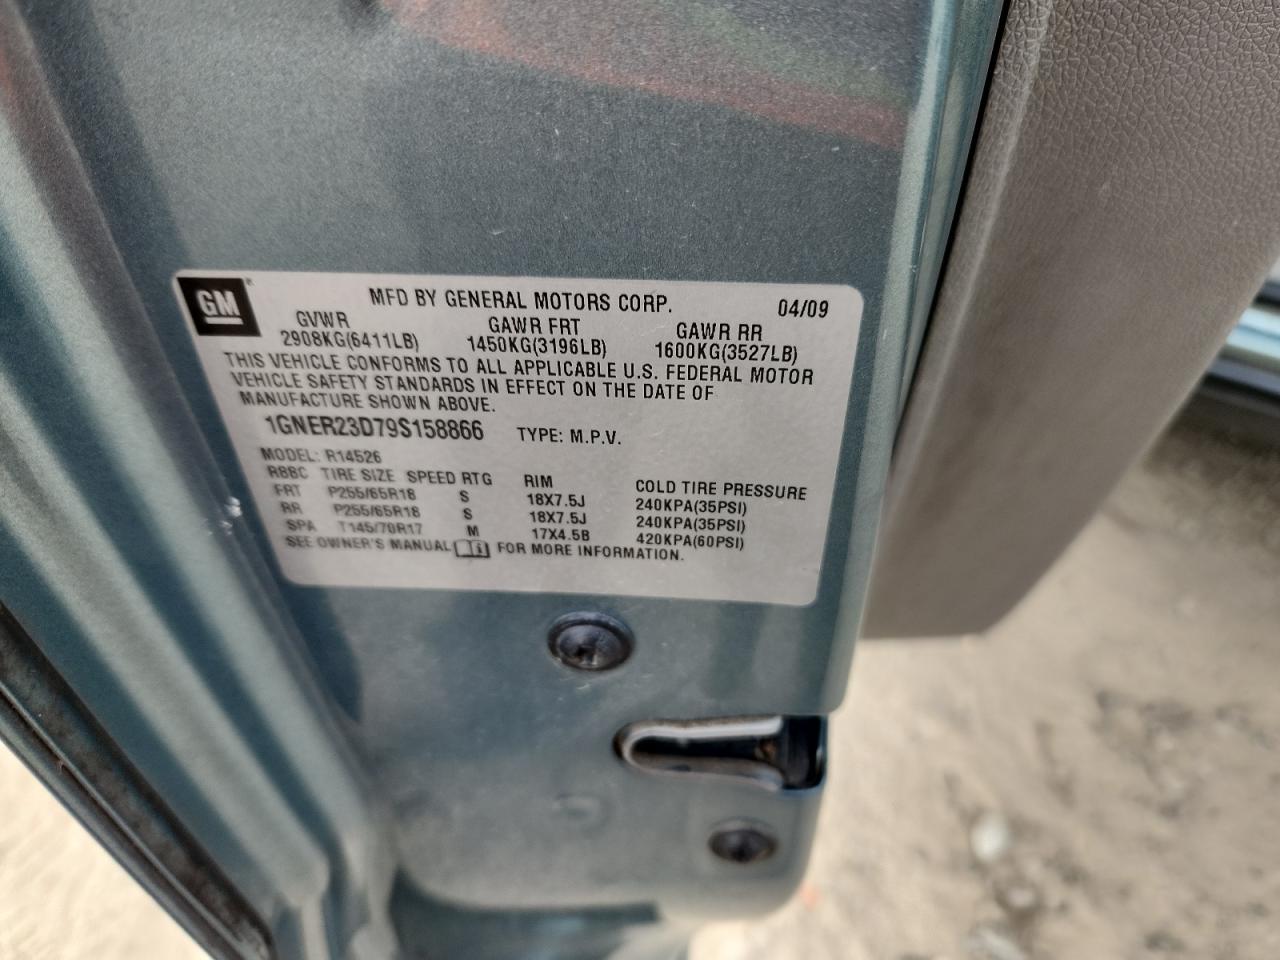 GM
MFD BY GENERAL MOTORS CORP. 04/09
GVWR GAWR FRT GAWR RR
2908KG(6411LB) 1450KG(3196LB) 1600KG(3527LB)
THIS VEHICLE CONFORMS TO ALL APPLICABLE U.S. FEDERAL MOTOR
VEHICLE SAFETY STANDARDS IN EFFECT ON THE DATE OF
MANUFACTURE SHOWN ABOVE.
1GNER23D79S158866 TYPE: M.P.V.
MODEL: R14526
RBBC TIRE SIZE SPEED RTG RIM COLD TIRE PRESSURE
FRT P255/65R18 S 18X7.5J 240KPA(35PSI)
RR P255/65R18 S 18X7.5J 240KPA(35PSI)
SPA T145/70R17 M 17X4.5B 420KPA(60PSI)
SEE OWNER'S MANUAL FOR MORE INFORMATION.